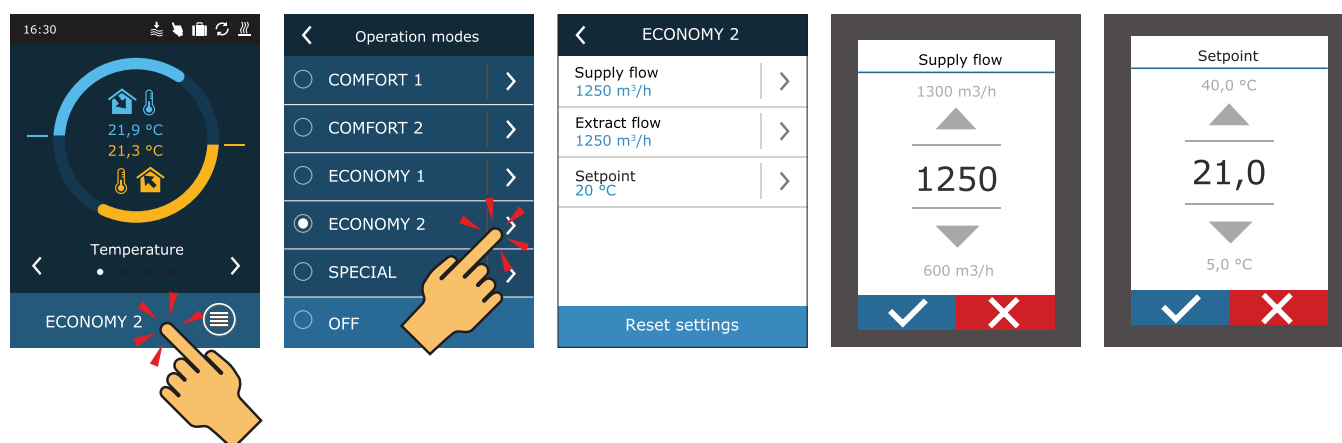 16:30
21,9 °C
21,3 °C
Temperature
ECONOMY 2
Operation modes
COMFORT 1
COMFORT 2
ECONOMY 1
ECONOMY 2
SPECIAL
OFF
ECONOMY 2
Supply flow
1250 m³/h
Extract flow
1250 m³/h
Setpoint
20 °C
Reset settings
Supply flow
1300 m3/h
1250
600 m3/h
Setpoint
40,0 °C
21,0
5,0 °C